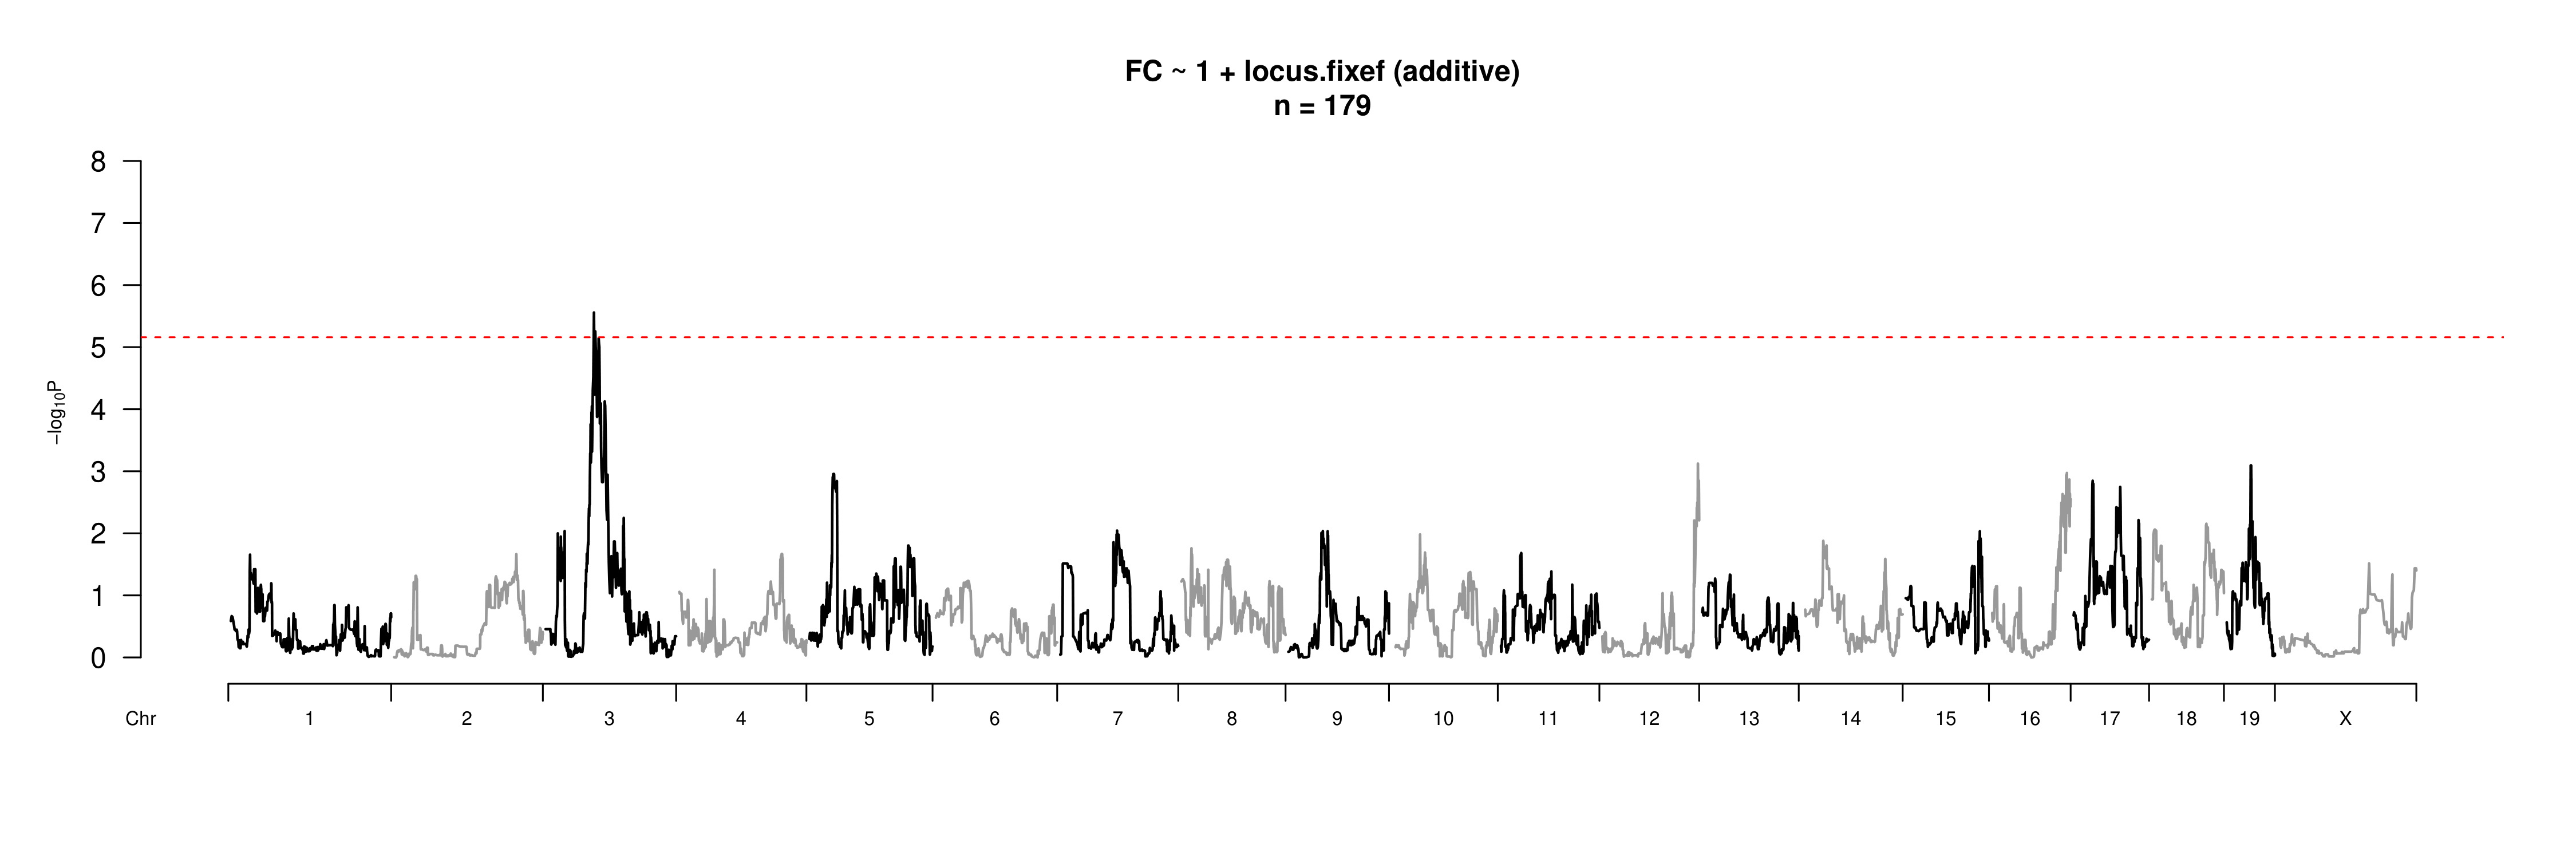 FC ~ 1 + locus.fixef (additive)
n = 179
8
7
6
5
4
3
2
1
0
−log10P
Chr 1 2 3 4 5 6 7 8 9 10 11 12 13 14 15 16 17 18 19 X